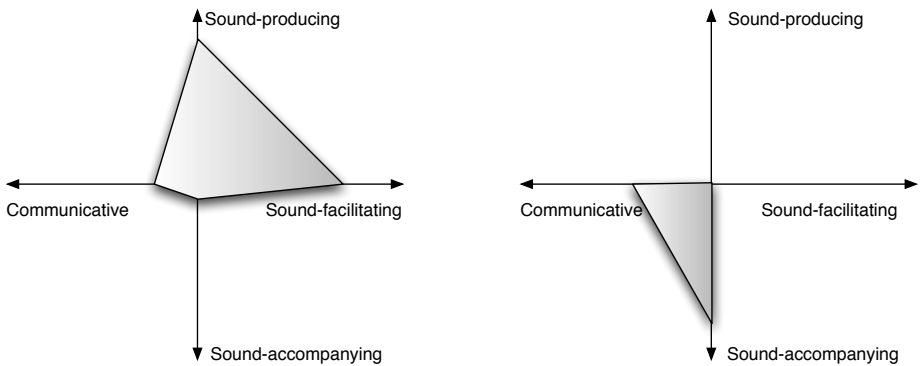 Sound-producing
Sound-producing
Communicative
Sound-facilitating
Communicative
Sound-facilitating
Sound-accompanying
Sound-accompanying